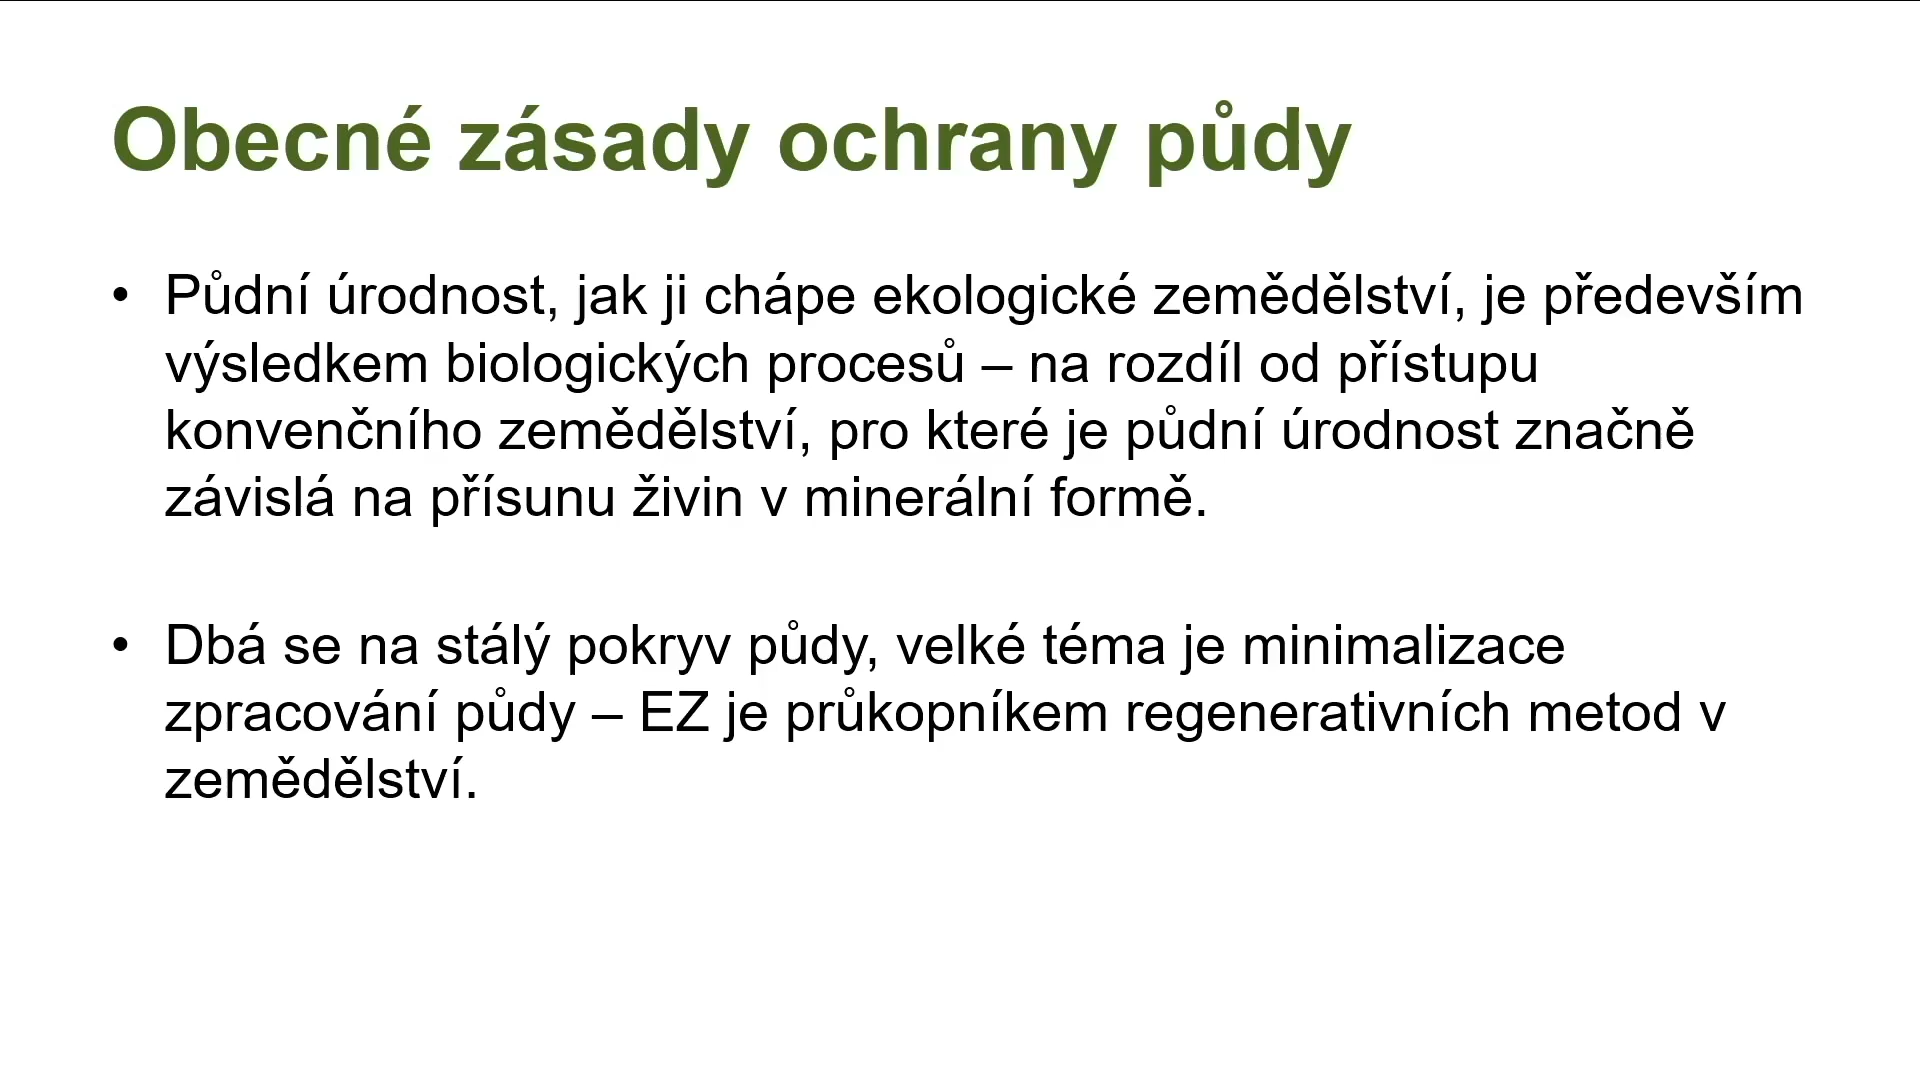 Obecné zásady ochrany půdy
• Půdní úrodnost, jak ji chápe ekologické zemědělství, je především
výsledkem biologických procesů – na rozdíl od přístupu
konvenčního zemědělství, pro které je půdní úrodnost značně
závislá na přísunu živin v minerální formě.
• Dbá se na stálý pokryv půdy, velké téma je minimalizace
zpracování půdy – EZ je průkopníkem regenerativních metod v
zemědělství.